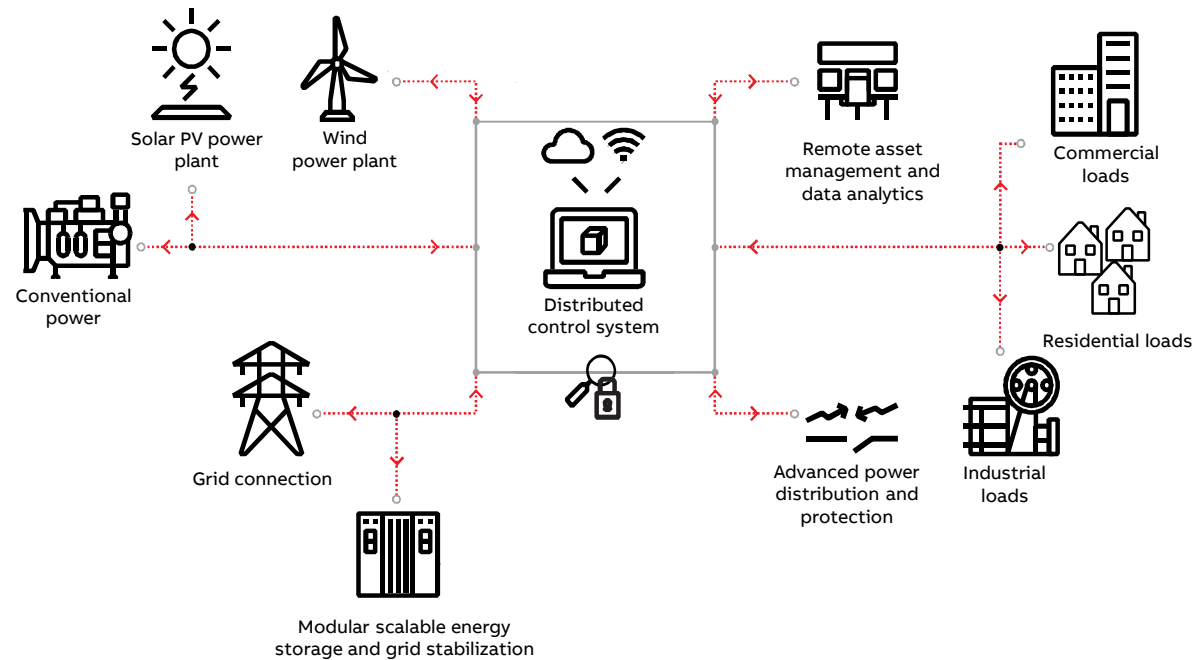 Solar PV power
plant
Wind
power plant
Remote asset
management and
data analytics
Commercial
loads
Conventional
power
Distributed
control system
Residential loads
Grid connection
Advanced power
distribution and
protection
Industrial
loads
Modular scalable energy
storage and grid stabilization